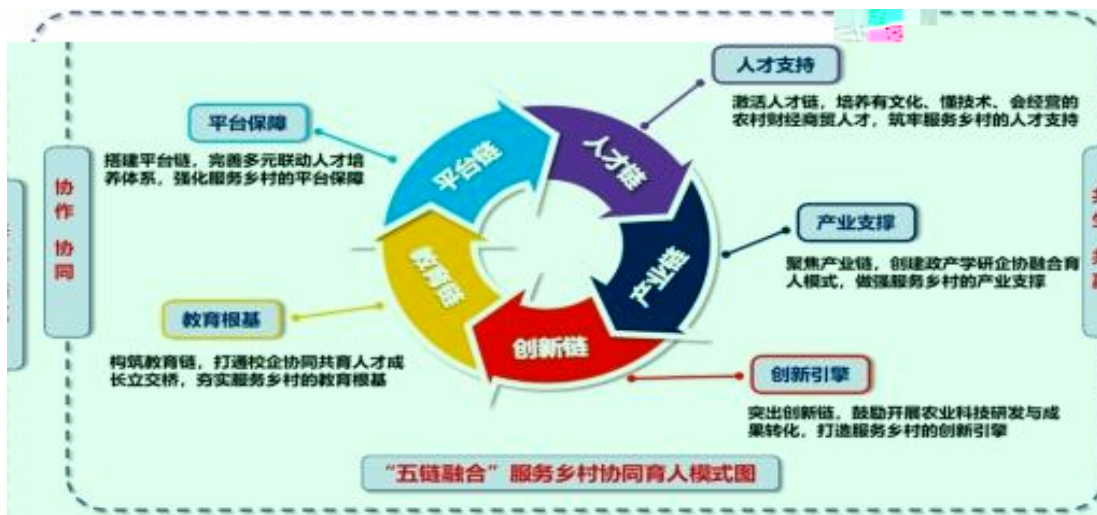 人才支持
激活人才链，培养有文化、懂技术、会经营的
农村财经商贸人才，筑牢服务乡村的人才支持
平台保障
搭建平台链，完善多元联动人才培
养体系，强化服务乡村的平台保障
协作 协同
平台链
人才链
产业链
创新链
教育链
产业支撑
聚焦产业链，创建政产学研企协融合育
人模式，做强服务乡村的产业支撑
教育根基
构筑教育链，打通校企协同共育人才成
长立交桥，夯实服务乡村的教育根基
创新引擎
突出创新链，鼓励开展农业科技研发与成
果转化，打造服务乡村的创新引擎
“五链融合”服务乡村协同育人模式图